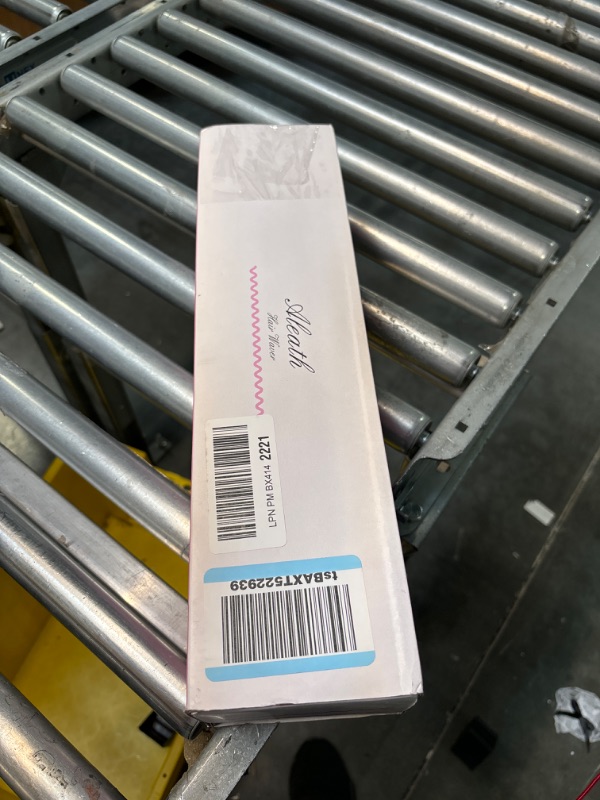 Aleath
Hair Waver
LPN PM BX414 2221
tsBAXT522939